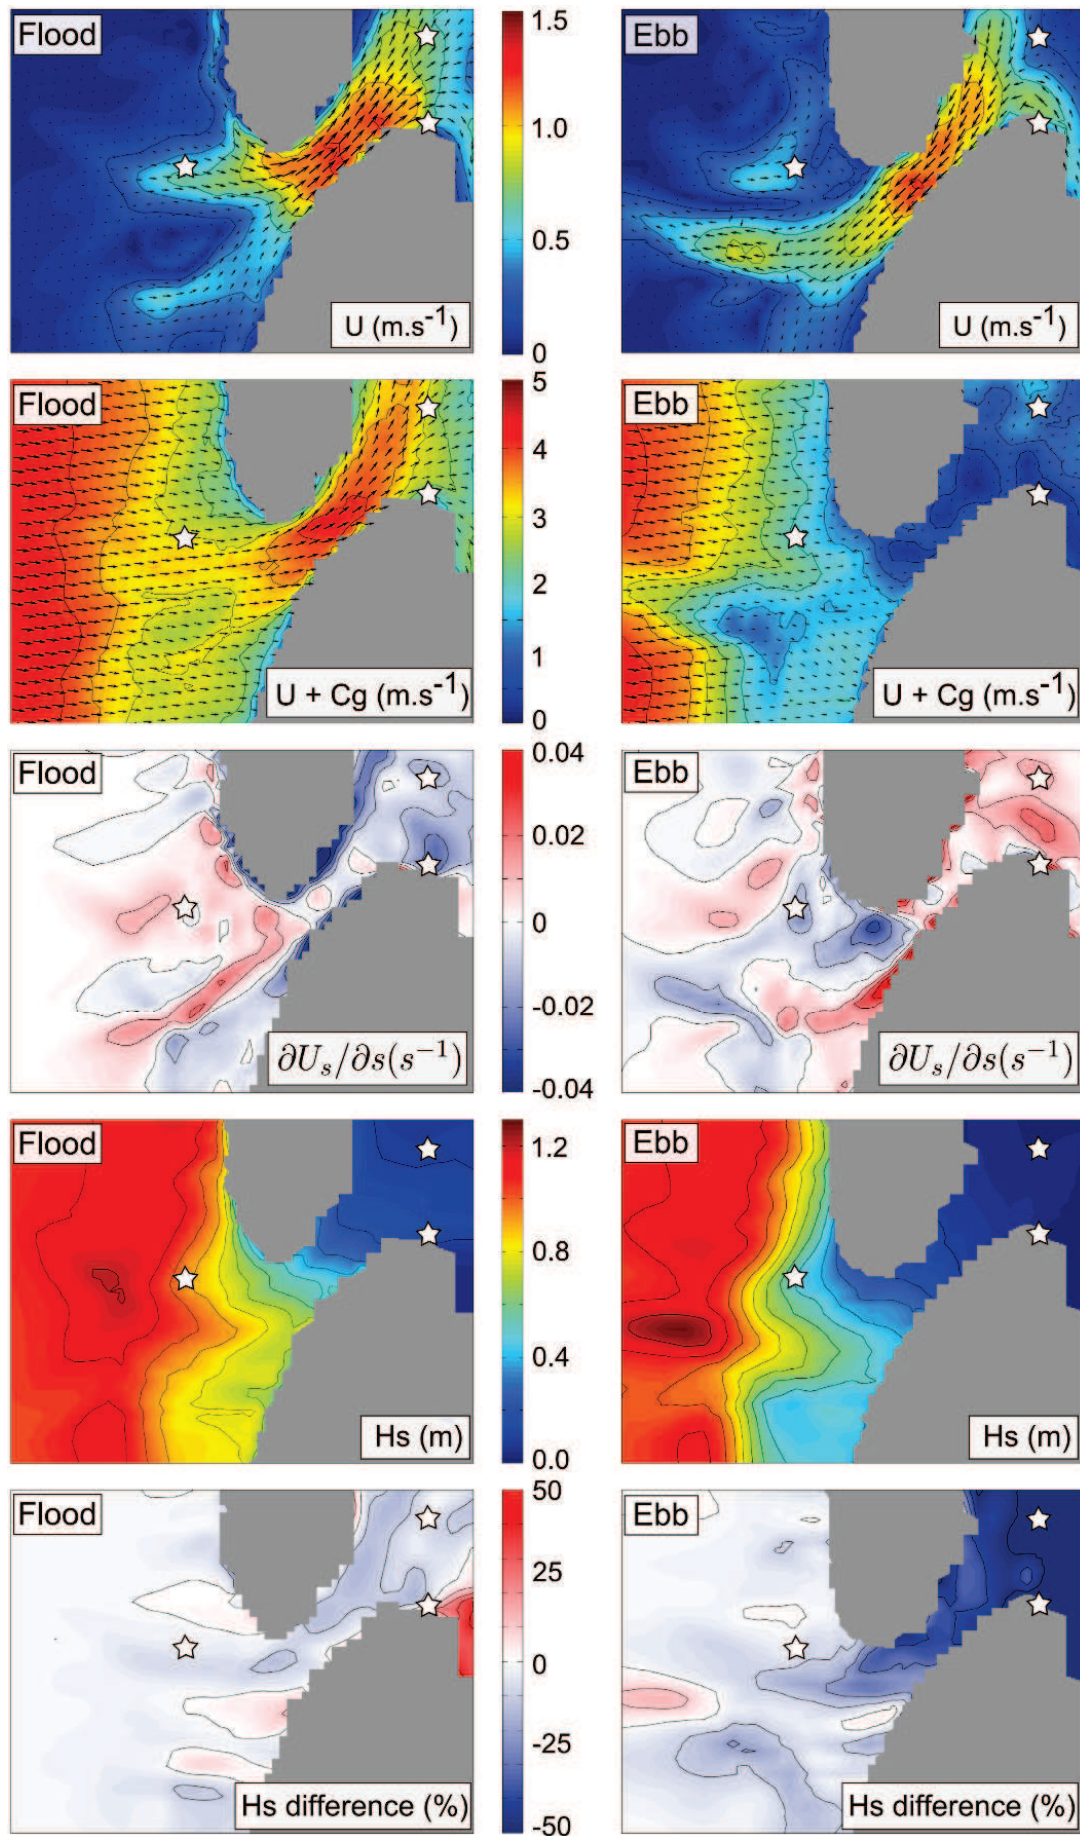 Flood
1.5
1.0
0.5
0
U (m.s-1)
Ebb
U (m.s-1)
Flood
5
4
3
2
1
0
U + Cg (m.s-1)
Ebb
U + Cg (m.s-1)
Flood
0.04
0.02
0
-0.02
-0.04
∂Us/∂s(s−1)
Ebb
∂Us/∂s(s−1)
Flood
1.2
0.8
0.4
0.0
Hs (m)
Ebb
Hs (m)
Flood
50
25
0
-25
-50
Hs difference (%)
Ebb
Hs difference (%)